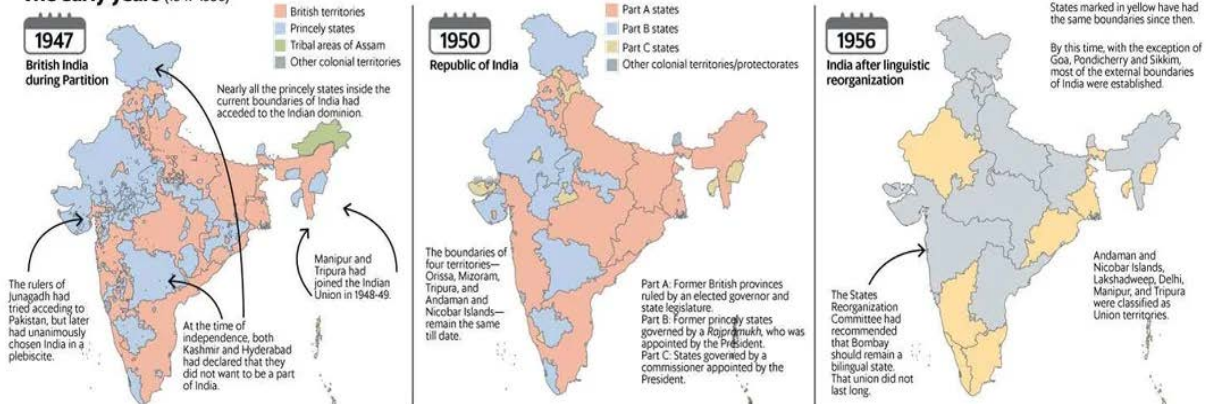 1947
British India
during Partition
British territories
Princely states
Tribal areas of Assam
Other colonial territories
Nearly all the princely states inside the
current boundaries of India had
acceded to the Indian dominion.
The rulers of
Junagadh had
tried acceding to
Pakistan, but later
had unanimously
chosen India in a
plebiscite.
At the time of
independence, both
Kashmir and Hyderabad
had declared that they
did not want to be a part
of India.
Manipur and
Tripura had
joined the Indian
Union in 1948-49.
1950
Republic of India
Part A states
Part B states
Part C states
Other colonial territories/protectorates
The boundaries of
four territories—
Orissa, Mizoram,
Tripura, and
Andaman and
Nicobar Islands—
remain the same
till date.
Part A: Former British provinces
ruled by an elected governor and
state legislature.
Part B: Former princely states
governed by a Rajpramukh, who was
appointed by the President.
Part C: States governed by a
commissioner appointed by the
President.
1956
India after linguistic
reorganization
States marked in yellow have had
the same boundaries since then.
By this time, with the exception of
Goa, Pondicherry and Sikkim,
most of the external boundaries
of India were established.
The States
Reorganization
Committee had
recommended
that Bombay
should remain a
bilingual state.
That union did not
last long.
Andaman and
Nicobar Islands,
Lakshadweep, Delhi,
Manipur, and Tripura
were classified as
Union territories.